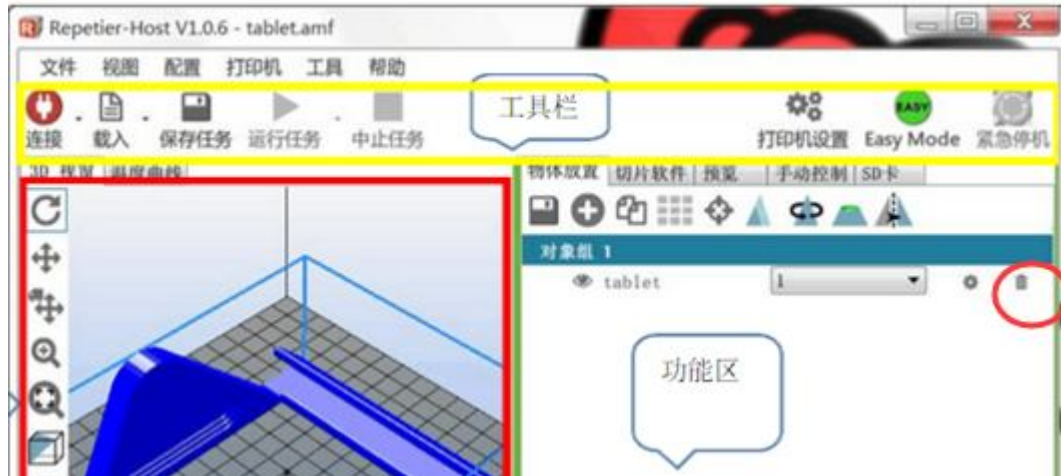 Repetier-Host V1.0.6 - tablet.amf
文件 视图 配置 打印机 工具 帮助
工具栏
EASY
连接 载入 保存任务 运行任务 中止任务 打印机设置 Easy Mode 紧急停机
3D 视图 温度曲线 物体放置 切片软件 预览 手动控制 SD卡
对象组 1
tablet 1
功能区